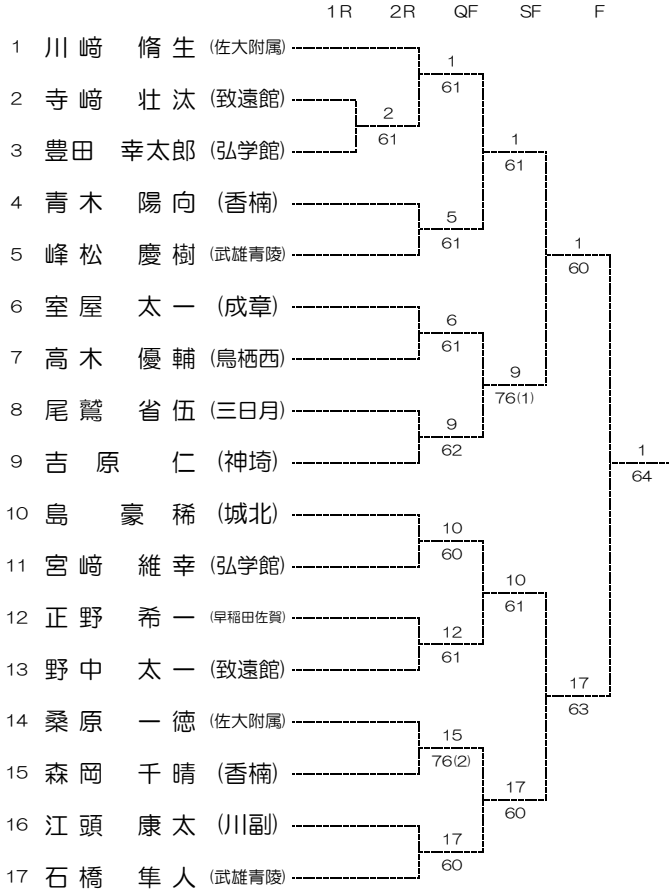 1R 2R QF SF F
1 川﨑 脩生 (佐大附属)
1
61
2 寺﨑 壮汰 (致遠館)
2
61
3 豊田 幸太郎 (弘学館)
1
61
4 青木 陽向 (香楠)
5
61
5 峰松 慶樹 (武雄青陵)
1
60
6 室屋 太一 (成章)
6
61
7 高木 優輔 (鳥栖西)
9
76(1)
8 尾鷲 省伍 (三日月)
9
62
9 吉原 仁 (神埼)
1
64
10 島 豪稀 (城北)
10
60
11 宮﨑 維幸 (弘学館)
10
61
12 正野 希一 (早稲田佐賀)
12
61
13 野中 太一 (致遠館)
17
63
14 桑原 一徳 (佐大附属)
15
76(2)
15 森岡 千晴 (香楠)
17
60
16 江頭 康太 (川副)
17
60
17 石橋 隼人 (武雄青陵)